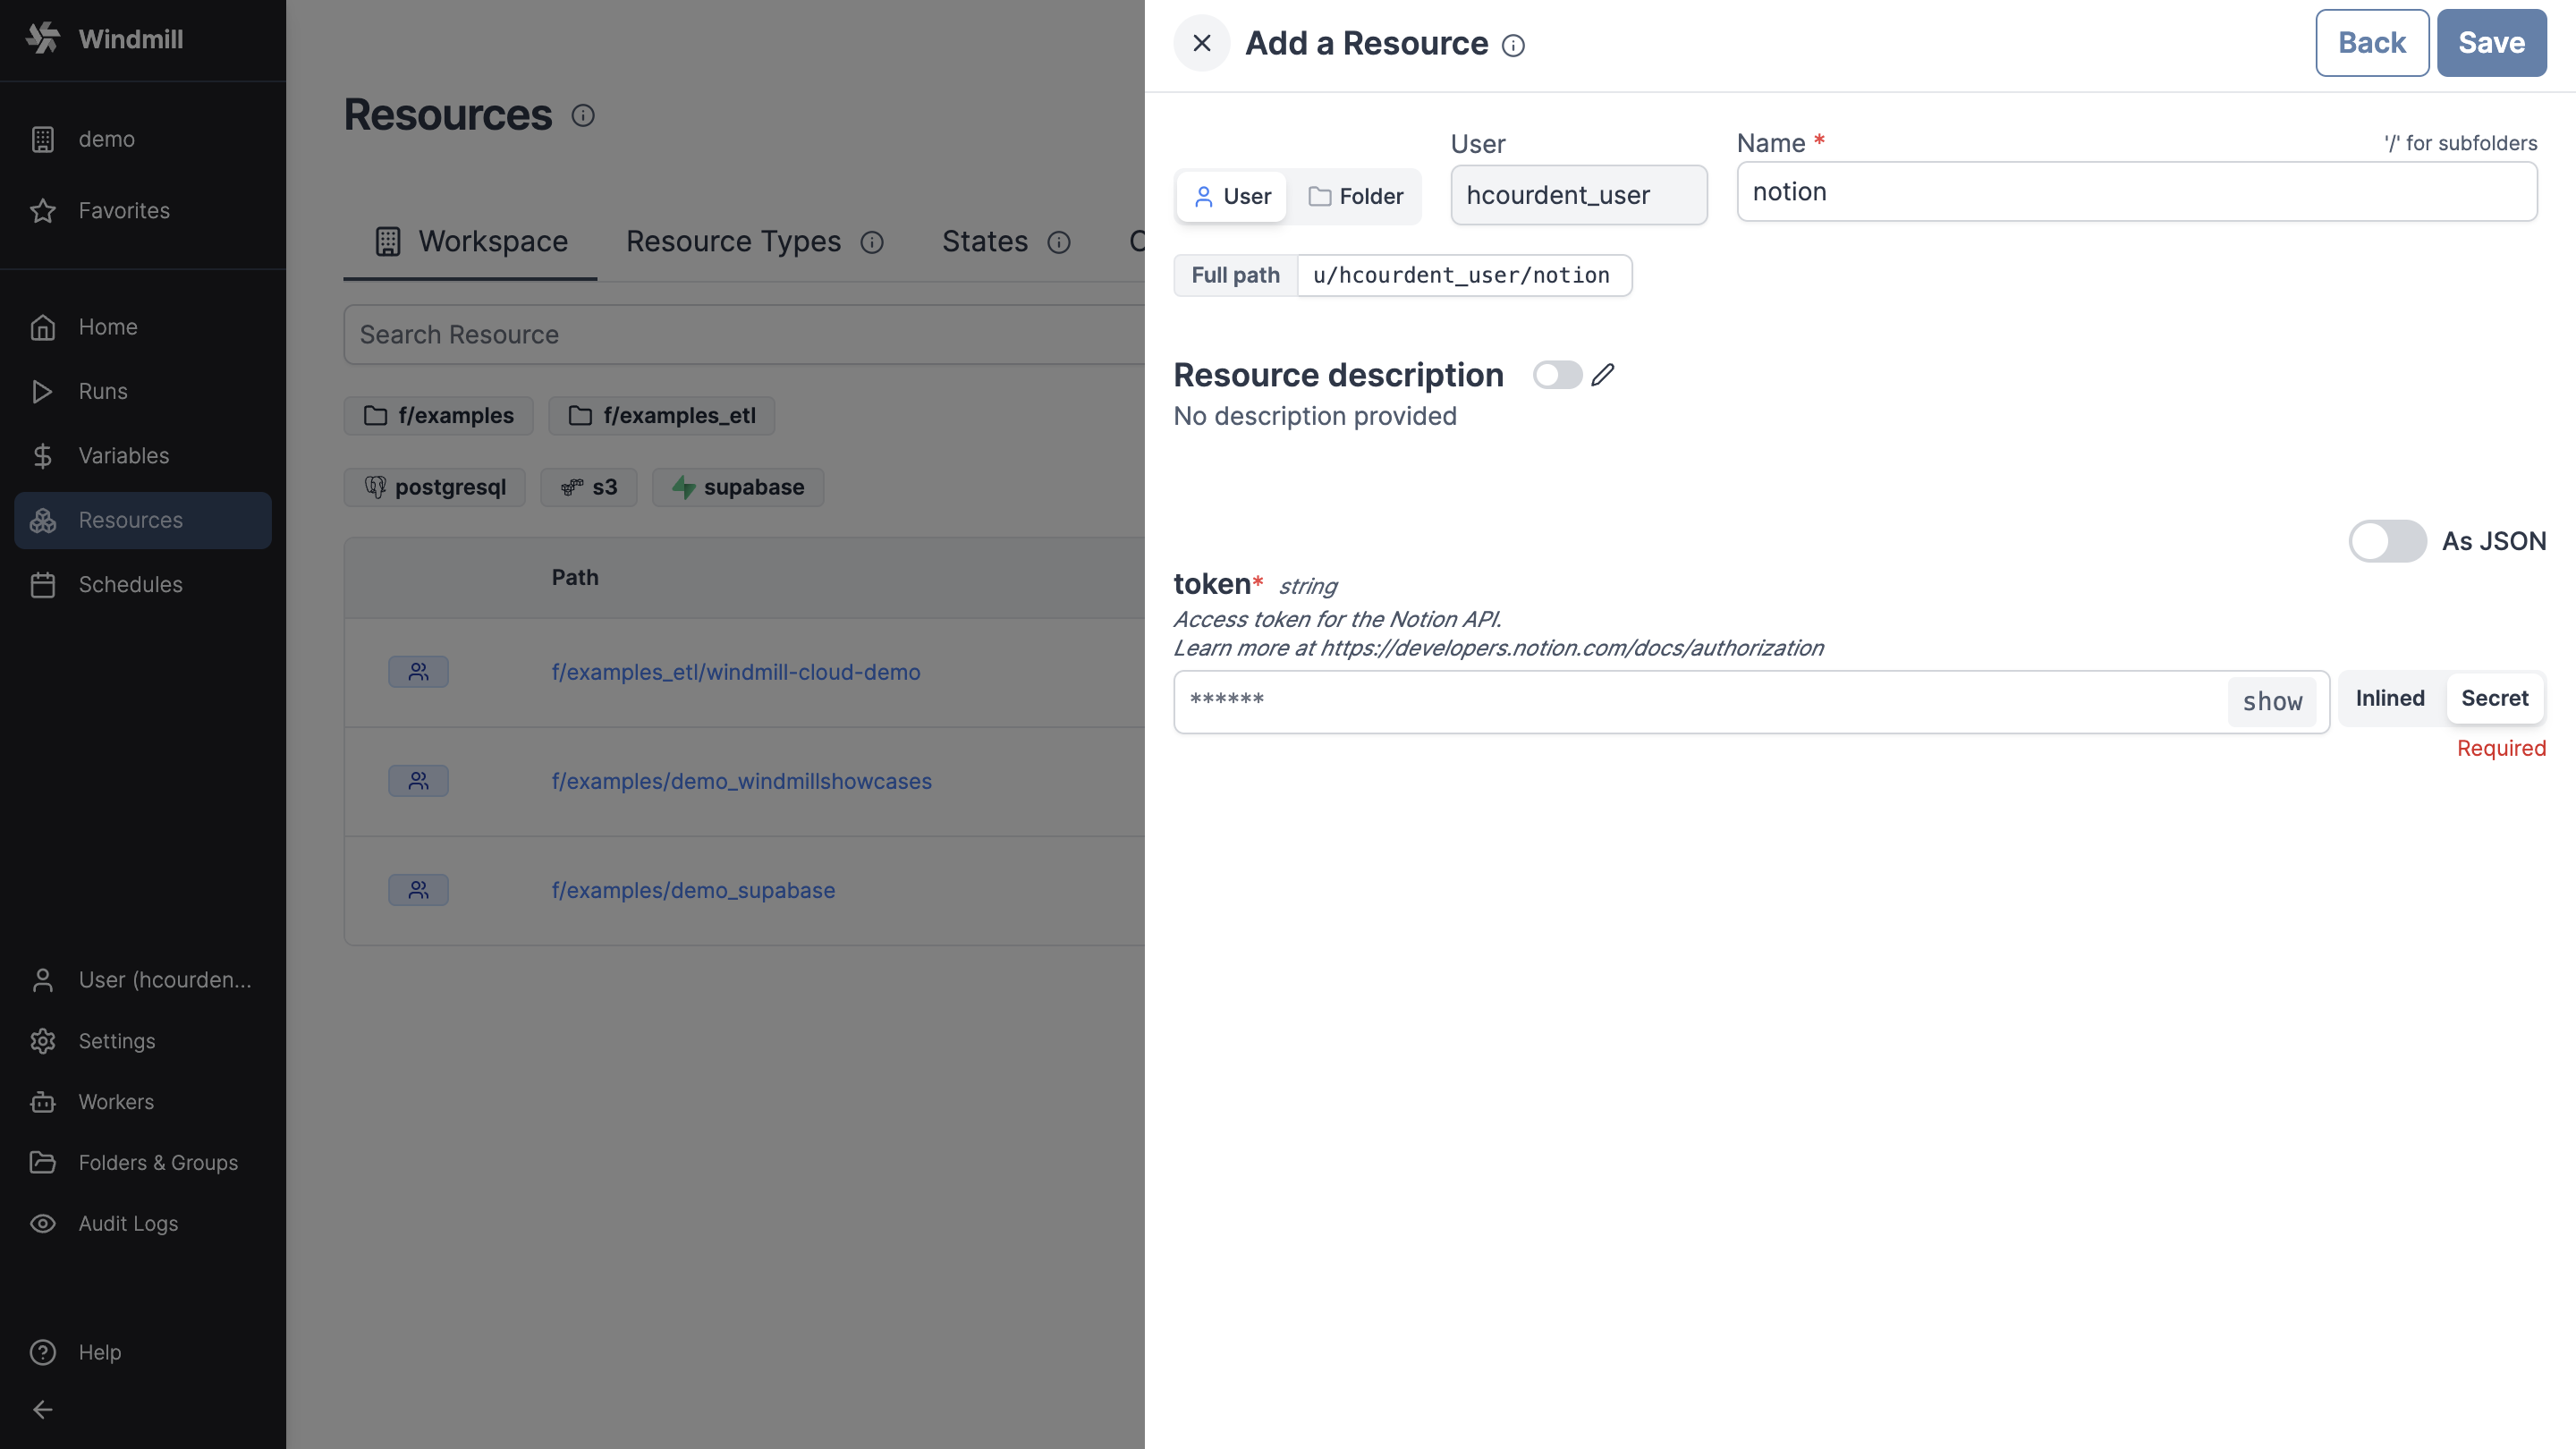 Windmill
demo
Favorites
Home
Runs
Variables
Resources
Schedules
User (hcourden...
Settings
Workers
Folders & Groups
Audit Logs
Help
Resources
Workspace
Resource Types
States
Search Resource
f/examples
f/examples_etl
postgresql
s3
supabase
Path
f/examples_etl/windmill-cloud-demo
f/examples/demo_windmillshowcases
f/examples/demo_supabase
Add a Resource
Back
Save
User
Folder
User
hcourdent_user
Name *
'/' for subfolders
notion
Full path
u/hcourdent_user/notion
Resource description
No description provided
As JSON
token* string
Access token for the Notion API.
Learn more at https://developers.notion.com/docs/authorization
******
show
Inlined
Secret
Required